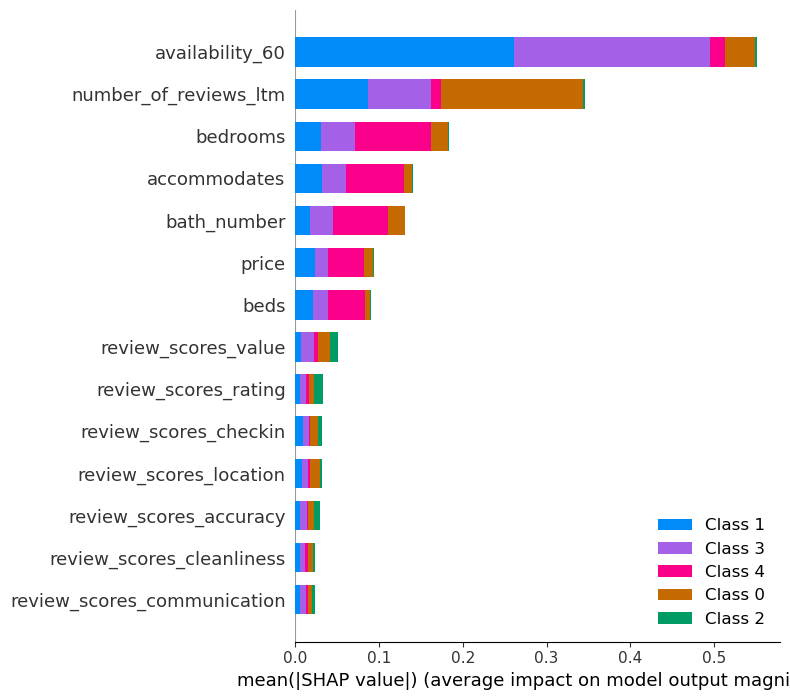 availability_60
number_of_reviews_ltm
bedrooms
accommodates
bath_number
price
beds
review_scores_value
review_scores_rating
review_scores_checkin
review_scores_location
review_scores_accuracy
review_scores_cleanliness
review_scores_communication
Class 1
Class 3
Class 4
Class 0
Class 2
0.0 0.1 0.2 0.3 0.4 0.5
mean(|SHAP value|) (average impact on model output magni